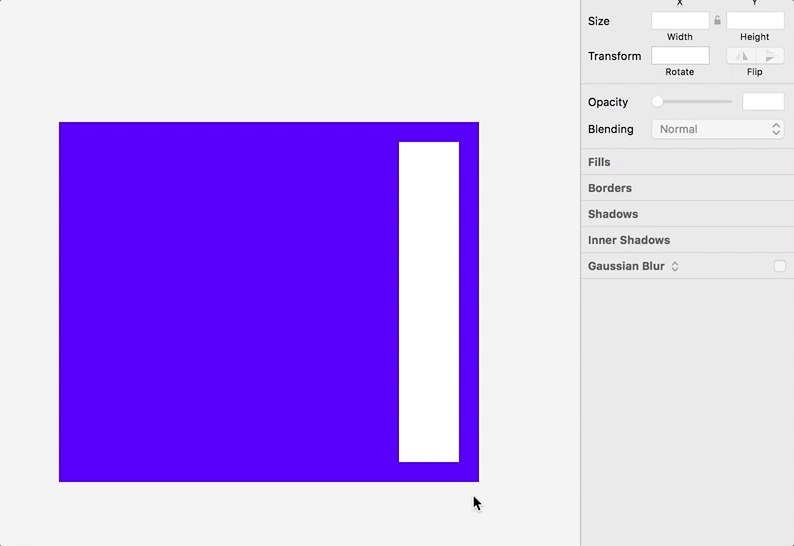 X Y
Size
Width Height
Transform
Rotate Flip
Opacity
Blending Normal
Fills
Borders
Shadows
Inner Shadows
Gaussian Blur